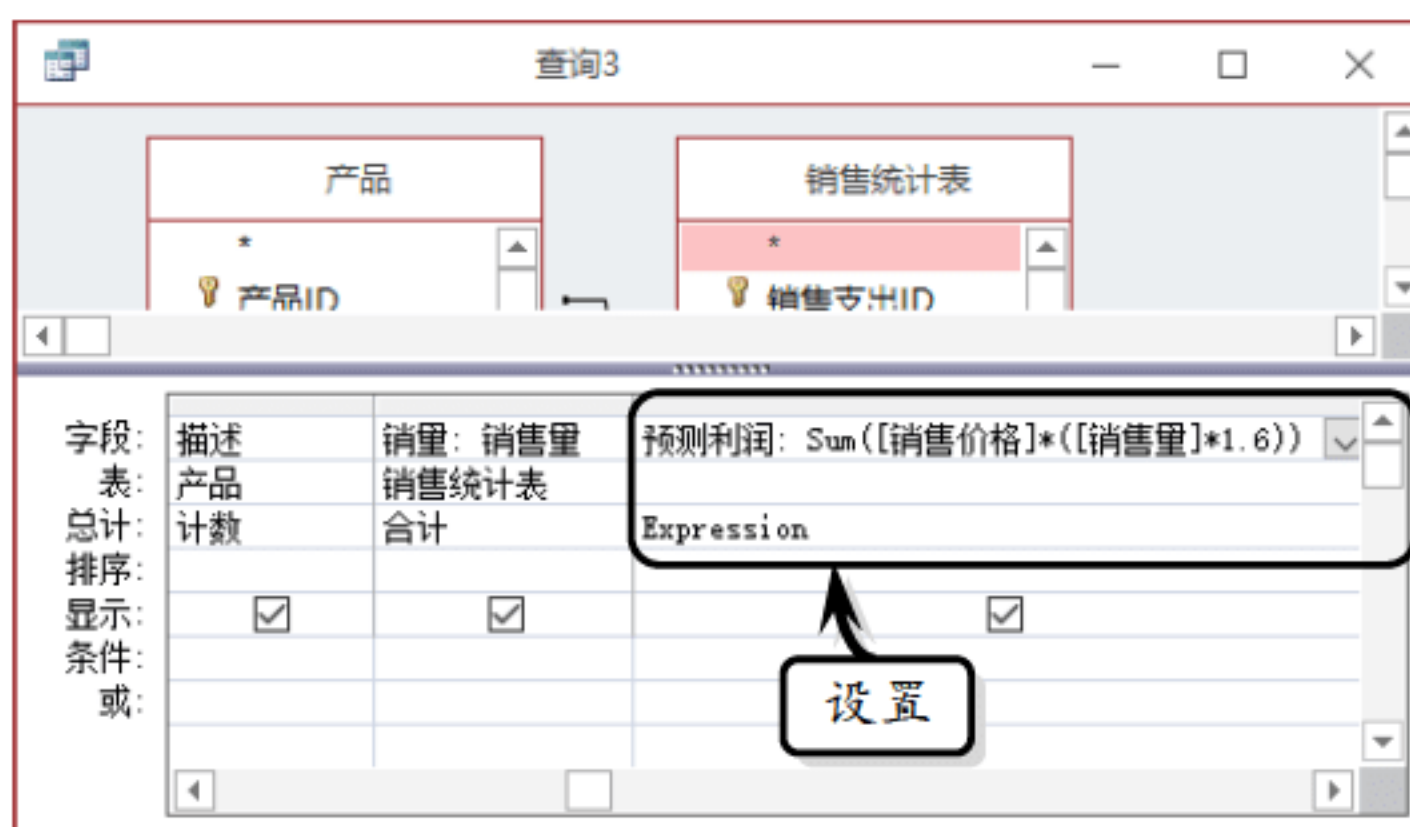 查询3
产品
销售统计表
*
*
产品ID
销售支出ID
字段: 描述 销量: 销售量 预测利润: Sum([销售价格]*([销售量]*1.6))
表: 产品 销售统计表
总计: 计数 合计 Expression
排序:
显示:
条件:
或:
设置